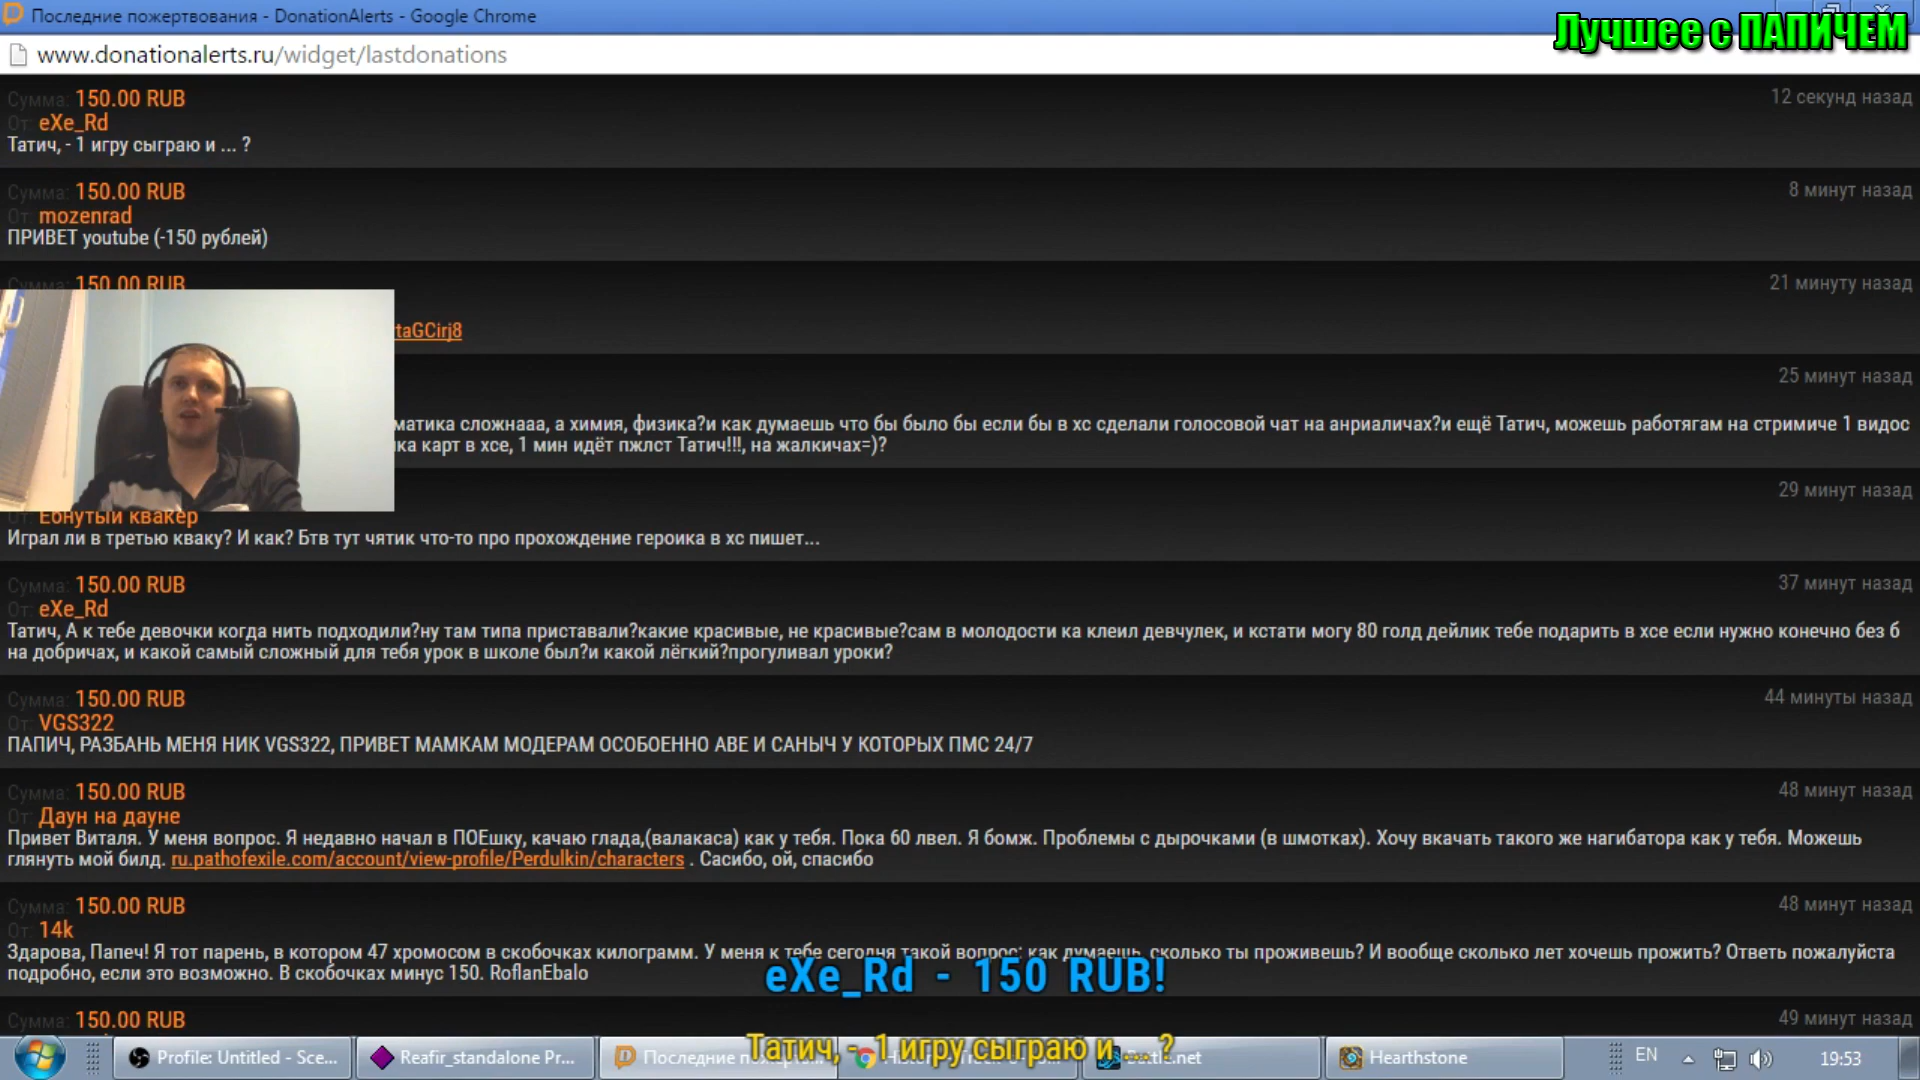 Последние пожертвования - DonationAlerts - Google Chrome
Лучшее с ПАПИЧЕМ
www.donationalerts.ru/widget/lastdonations
Сумма: 150.00 RUB
12 секунд назад
От: eXe_Rd
Татич, - 1 игру сыграю и ... ?
Сумма: 150.00 RUB
8 минут назад
От: mozenrad
ПРИВЕТ youtube (-150 рублей)
Сумма: 150.00 RUB
21 минуту назад
taGCirj8
25 минут назад
матика сложнааа, а химия, физика?и как думаешь что бы было бы если бы в хс сделали голосовой чат на анриаличах?и ещё Татич, можешь работягам на стримиче 1 видос
ка карт в хсе, 1 мин идёт пжлст Татич!!!, на жалкичах=)?
29 минут назад
От: Ебнутый квакер
Играл ли в третью кваку? И как? Бтв тут чятик что-то про прохождение героика в хс пишет...
Сумма: 150.00 RUB
37 минут назад
От: eXe_Rd
Татич, А к тебе девочки когда нить подходили?ну там типа приставали?какие красивые, не красивые?сам в молодости ка клеил девчулек, и кстати могу 80 голд дейлик тебе подарить в хсе если нужно конечно без б
на добричах, и какой самый сложный для тебя урок в школе был?и какой лёгкий?прогуливал уроки?
Сумма: 150.00 RUB
44 минуты назад
От: VGS322
ПАПИЧ, РАЗБАНЬ МЕНЯ НИК VGS322, ПРИВЕТ МАМКАМ МОДЕРАМ ОСОБОЕННО АВЕ И САНЫЧ У КОТОРЫХ ПМС 24/7
Сумма: 150.00 RUB
48 минут назад
От: Даун на дауне
Привет Виталя. У меня вопрос. Я недавно начал в ПОЕшку, качаю глада,(валакаса) как у тебя. Пока 60 лвел. Я бомж. Проблемы с дырочками (в шмотках). Хочу вкачать такого же нагибатора как у тебя. Можешь
глянуть мой билд. ru.pathofexile.com/account/view-profile/Perdulkin/characters . Сасибо, ой, спасибо
Сумма: 150.00 RUB
48 минут назад
От: 14k
Здарова, Папеч! Я тот парень, в котором 47 хромосом в скобочках килограмм. У меня к тебе сегодня такой вопрос: как думаешь, сколько ты проживешь? И вообще сколько лет хочешь прожить? Ответь пожалуйста
подробно, если это возможно. В скобочках минус 150. RoflanEbalo
eXe_Rd - 150 RUB!
Сумма: 150.00 RUB
49 минут назад
Татич, - 1 игру сыграю и ... ?
Profile: Untitled - Sce...
Reafir_standalone Pr...
Последние
Battle.net
Hearthstone
EN
19:53